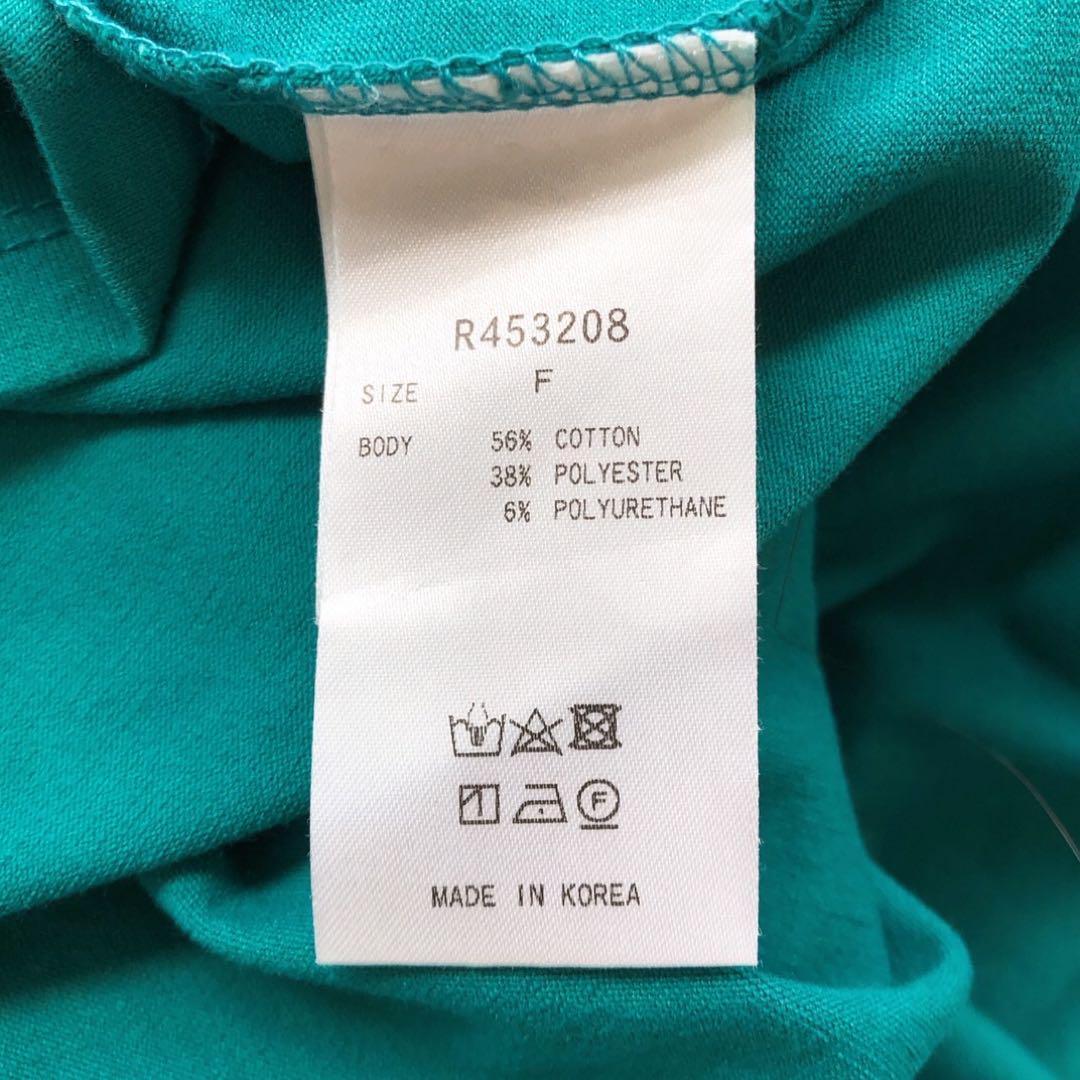 R453208
SIZE F
BODY 56% COTTON
38% POLYESTER
6% POLYURETHANE
F
MADE IN KOREA